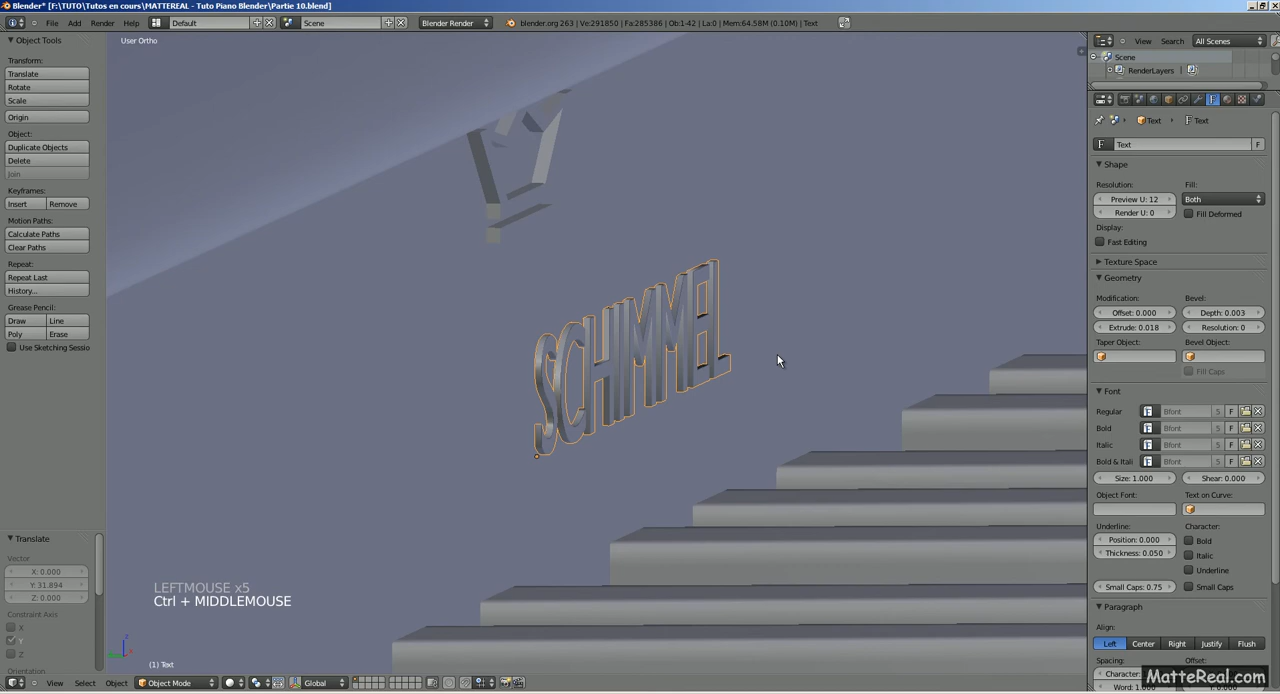 Blender* [F:\TUTO\Tutos en cours\MATTEREAL - Tuto Piano Blender\Partie 10.blend]
File Add Render Help Default Scene Blender Render blender.org 263 | Ve:291850 | Fa:285386 | Ob:1-42 | La:0 | Mem:64.58M (0.10M) | Text
Object Tools
Transform:
Translate
Rotate
Scale
Origin
Object:
Duplicate Objects
Delete
Join
Keyframes:
Insert Remove
Motion Paths:
Calculate Paths
Clear Paths
Repeat:
Repeat Last
History...
Grease Pencil:
Draw Line
Poly Erase
Use Sketching Sessio
Translate
Vector
X: 0.000
Y: 31.894
Z: 0.000
Constraint Axis
X
Y
Z
Orientation
User Ortho
SCHIMMEL
LEFTMOUSE x5
Ctrl + MIDDLEMOUSE
(1) Text
View Select Object Object Mode Global
View Search All Scenes
Scene
RenderLayers
Text Text
F Text F
Shape
Resolution: Fill:
Preview U: 12 Both
Render U: 0 Fill Deformed
Display:
Fast Editing
Texture Space
Geometry
Modification: Bevel:
Offset: 0.000 Depth: 0.003
Extrude: 0.018 Resolution: 0
Taper Object: Bevel Object:
Fill Caps
Font
Regular Bfont 5 F
Bold Bfont 5 F
Italic Bfont 5 F
Bold & Itali Bfont 5 F
Size: 1.000 Shear: 0.000
Object Font: Text on Curve:
Underline: Character:
Position: 0.000 Bold
Thickness: 0.050 Italic
Underline
Small Caps: 0.75 Small Caps
Paragraph
Align:
Left Center Right Justify Flush
Spacing: Offset:
Character:
Word: 1.000
MatteReal.com